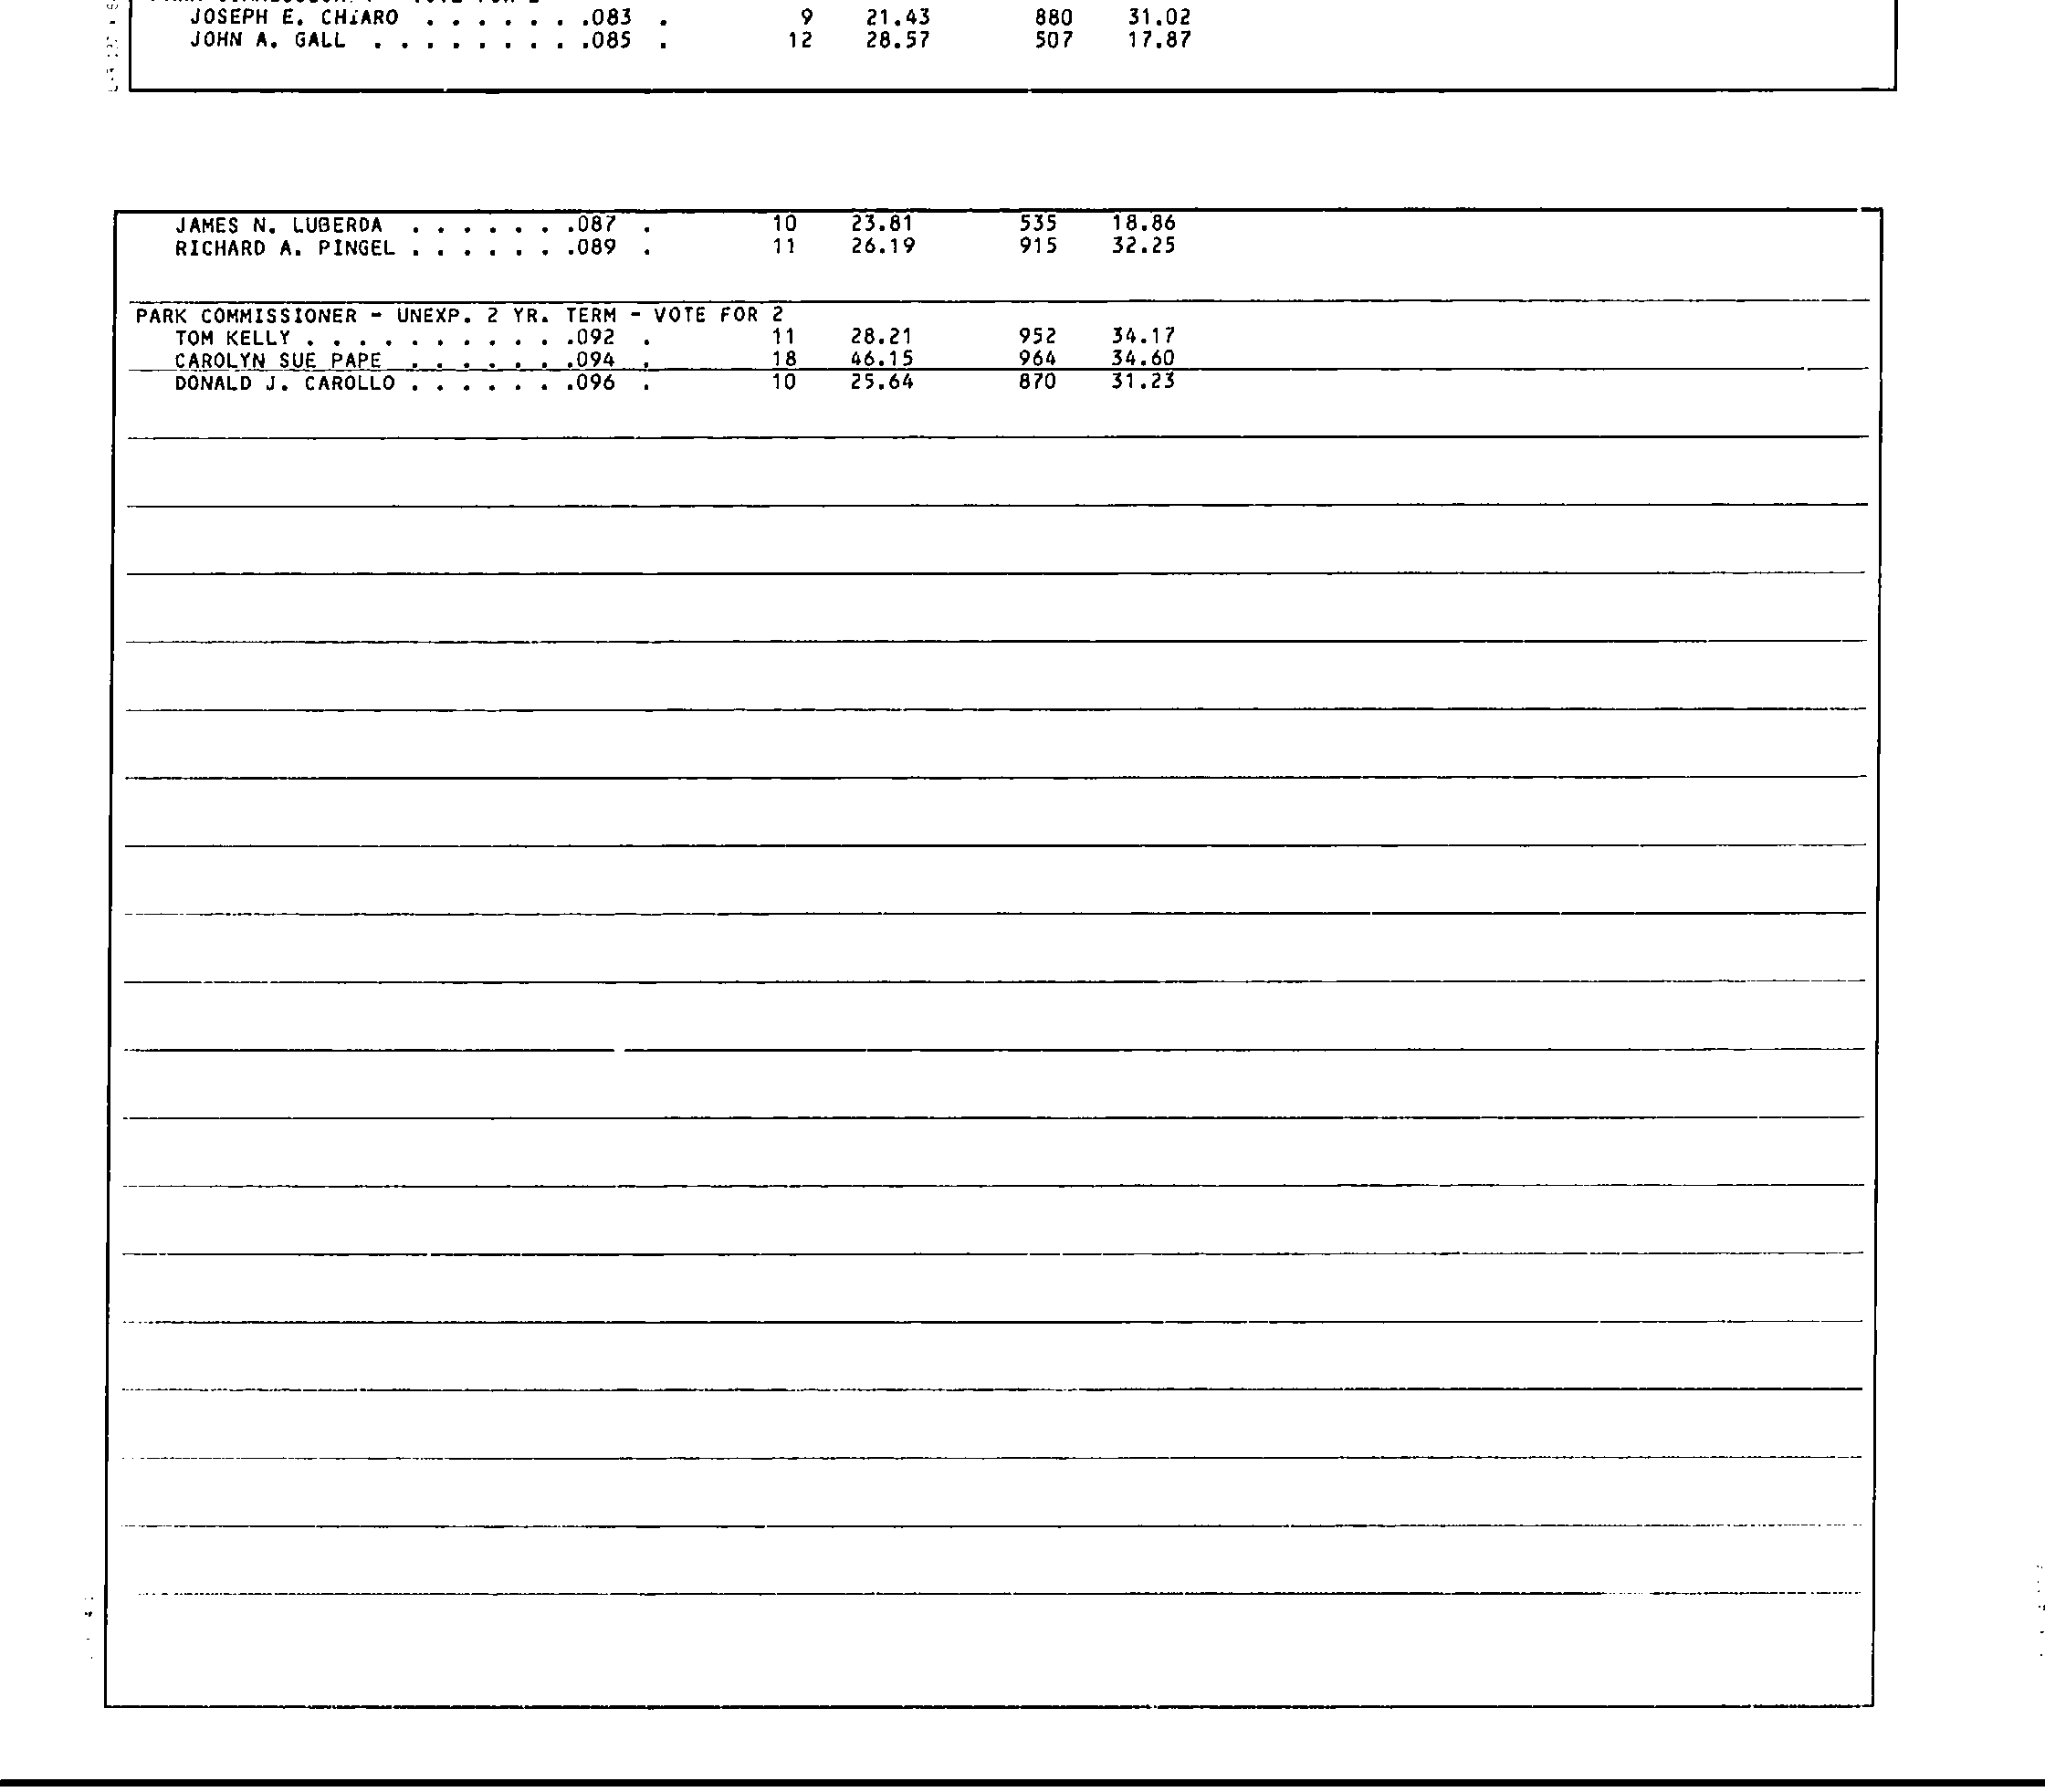 JOSEPH E. CHIARO . . . . . . .083 . 9 21.43 880 31.02
JOHN A. GALL . . . . . . . . .085 . 12 28.57 507 17.87
JAMES N. LUBERDA . . . . . . .087 . 10 23.81 535 18.86
RICHARD A. PINGEL . . . . . . .089 . 11 26.19 915 32.25
PARK COMMISSIONER - UNEXP. 2 YR. TERM - VOTE FOR 2
TOM KELLY . . . . . . . . . . .092 . 11 28.21 952 34.17
CAROLYN SUE PAPE . . . . . . .094 . 18 46.15 964 34.60
DONALD J. CAROLLO . . . . . . .096 . 10 25.64 870 31.23